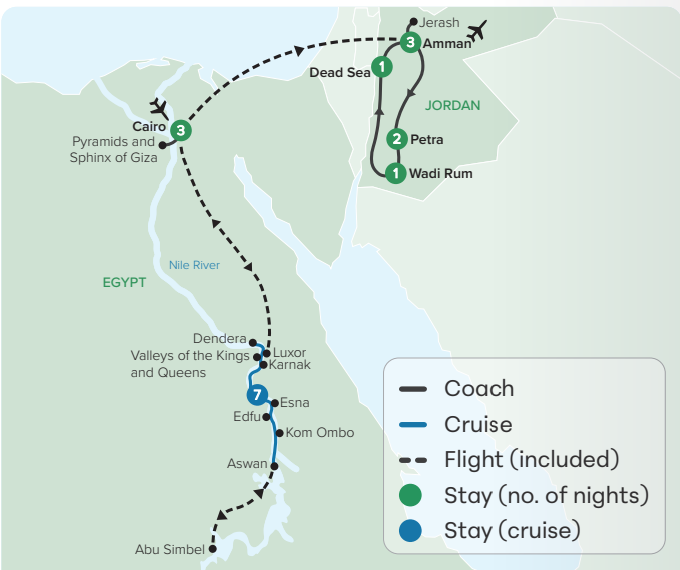 Jerash
3
Amman
Dead Sea
1
JORDAN
Cairo
3
Pyramids and
Sphinx of Giza
2
Petra
1
Wadi Rum
Nile River
EGYPT
Dendera
Luxor
Valleys of the Kings
and Queens
Karnak
7
Esna
Edfu
Kom Ombo
Aswan
Abu Simbel
Coach
Cruise
Flight (included)
Stay (no. of nights)
Stay (cruise)